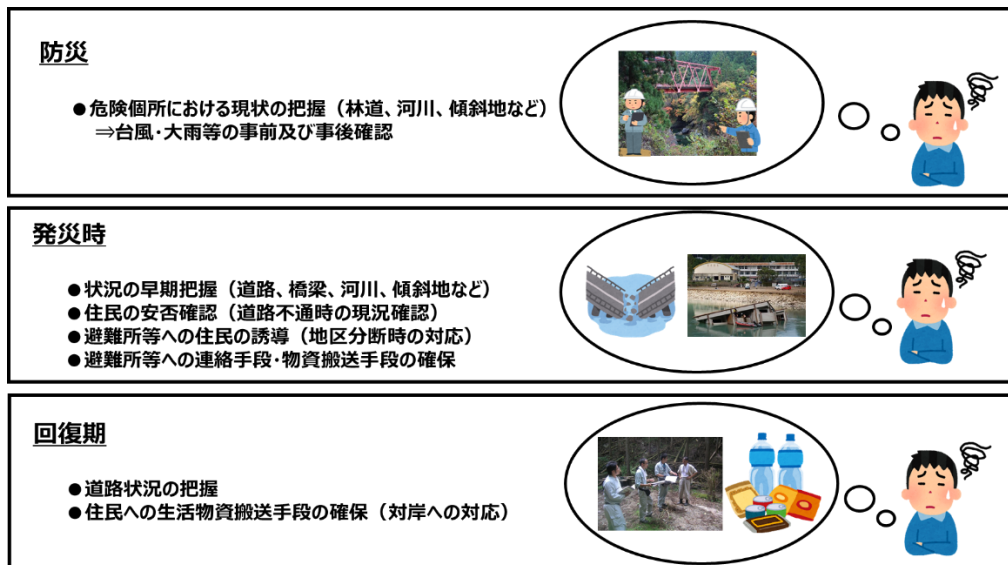 防災
●危険個所における現状の把握（林道、河川、傾斜地など）
⇒台風・大雨等の事前及び事後確認
発災時
●状況の早期把握（道路、橋梁、河川、傾斜地など）
●住民の安否確認（道路不通時の現況確認）
●避難所等への住民の誘導（地区分断時の対応）
●避難所等への連絡手段・物資搬送手段の確保
回復期
●道路状況の把握
●住民への生活物資搬送手段の確保（対岸への対応）